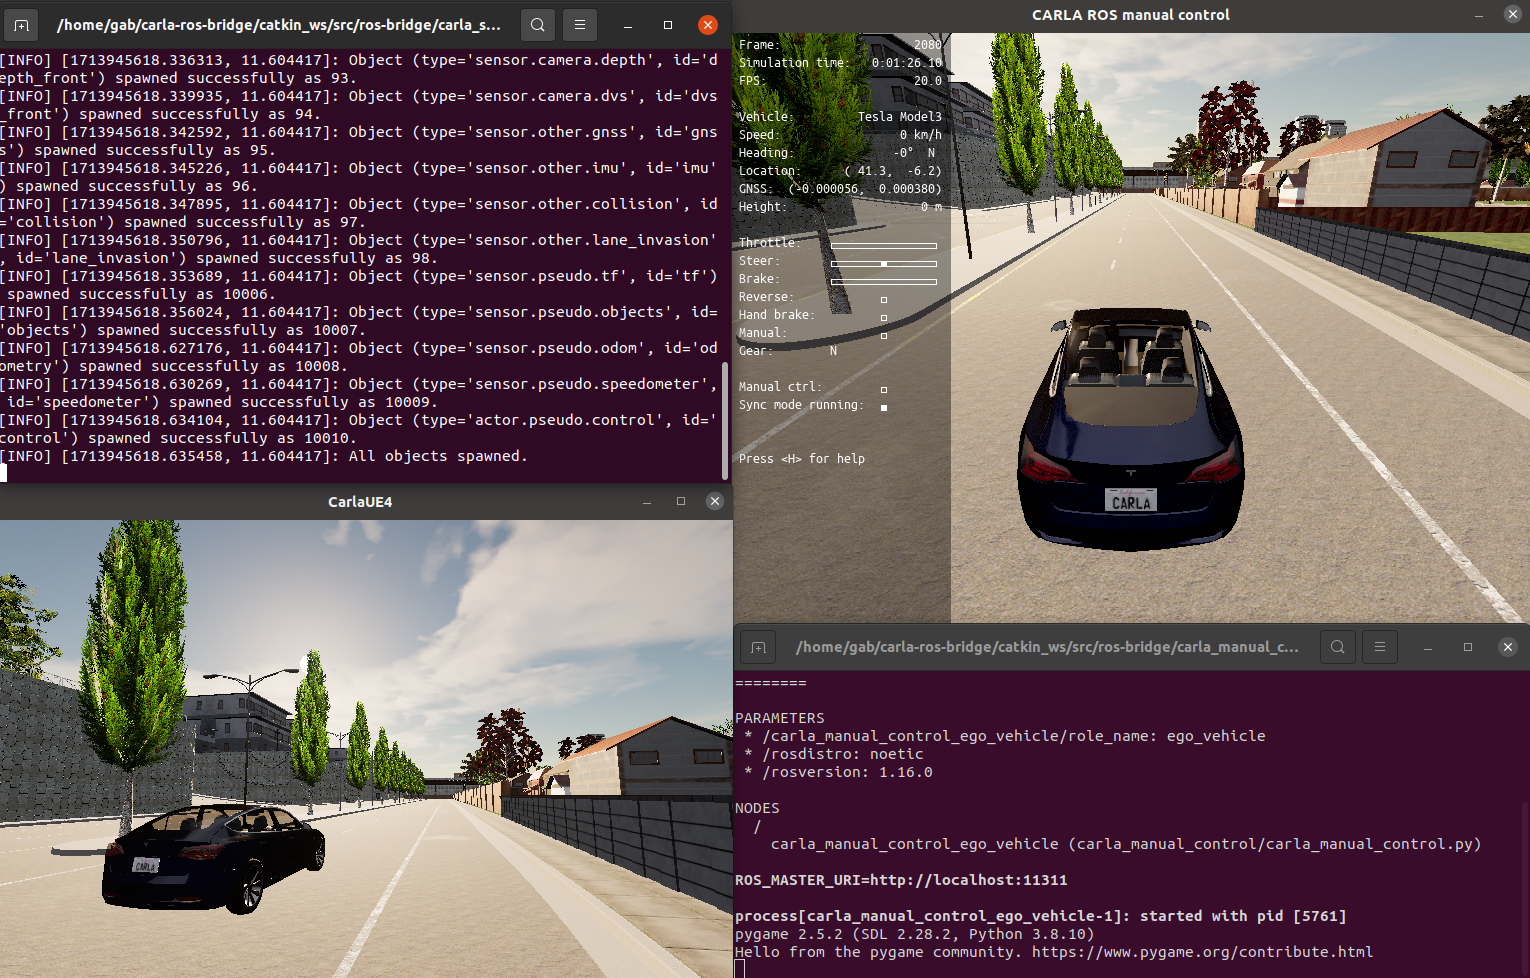 /home/gab/carla-ros-bridge/catkin_ws/src/ros-bridge/carla_s...
[INFO] [1713945618.336313, 11.604417]: Object (type='sensor.camera.depth', id='d
epth_front') spawned successfully as 93.
[INFO] [1713945618.339935, 11.604417]: Object (type='sensor.camera.dvs', id='dvs
_front') spawned successfully as 94.
[INFO] [1713945618.342592, 11.604417]: Object (type='sensor.other.gnss', id='gns
s') spawned successfully as 95.
[INFO] [1713945618.345226, 11.604417]: Object (type='sensor.other.imu', id='imu'
) spawned successfully as 96.
[INFO] [1713945618.347895, 11.604417]: Object (type='sensor.other.collision', id
='collision') spawned successfully as 97.
[INFO] [1713945618.350796, 11.604417]: Object (type='sensor.other.lane_invasion'
, id='lane_invasion') spawned successfully as 98.
[INFO] [1713945618.353689, 11.604417]: Object (type='sensor.pseudo.tf', id='tf')
 spawned successfully as 10006.
[INFO] [1713945618.356024, 11.604417]: Object (type='sensor.pseudo.objects', id=
'objects') spawned successfully as 10007.
[INFO] [1713945618.627176, 11.604417]: Object (type='sensor.pseudo.odom', id='od
ometry') spawned successfully as 10008.
[INFO] [1713945618.630269, 11.604417]: Object (type='sensor.pseudo.speedometer',
 id='speedometer') spawned successfully as 10009.
[INFO] [1713945618.634104, 11.604417]: Object (type='actor.pseudo.control', id='
control') spawned successfully as 10010.
[INFO] [1713945618.635458, 11.604417]: All objects spawned.
CARLA ROS manual control
Frame: 2080
Simulation time: 0:01:26.10
FPS: 20.0
Vehicle: Tesla Model3
Speed: 0 km/h
Heading: -0° N
Location: ( 41.3, -6.2)
GNSS: (-0.000056, 0.000380)
Height: 0 m
Throttle:
Steer:
Brake:
Reverse:
Hand brake:
Manual:
Gear: N
Manual ctrl:
Sync mode running:
Press <H> for help
CARLA
CarlaUE4
CARLA
/home/gab/carla-ros-bridge/catkin_ws/src/ros-bridge/carla_manual_c...
========
PARAMETERS
 * /carla_manual_control_ego_vehicle/role_name: ego_vehicle
 * /rosdistro: noetic
 * /rosversion: 1.16.0
NODES
  /
    carla_manual_control_ego_vehicle (carla_manual_control/carla_manual_control.py)
ROS_MASTER_URI=http://localhost:11311
process[carla_manual_control_ego_vehicle-1]: started with pid [5761]
pygame 2.5.2 (SDL 2.28.2, Python 3.8.10)
Hello from the pygame community. https://www.pygame.org/contribute.html